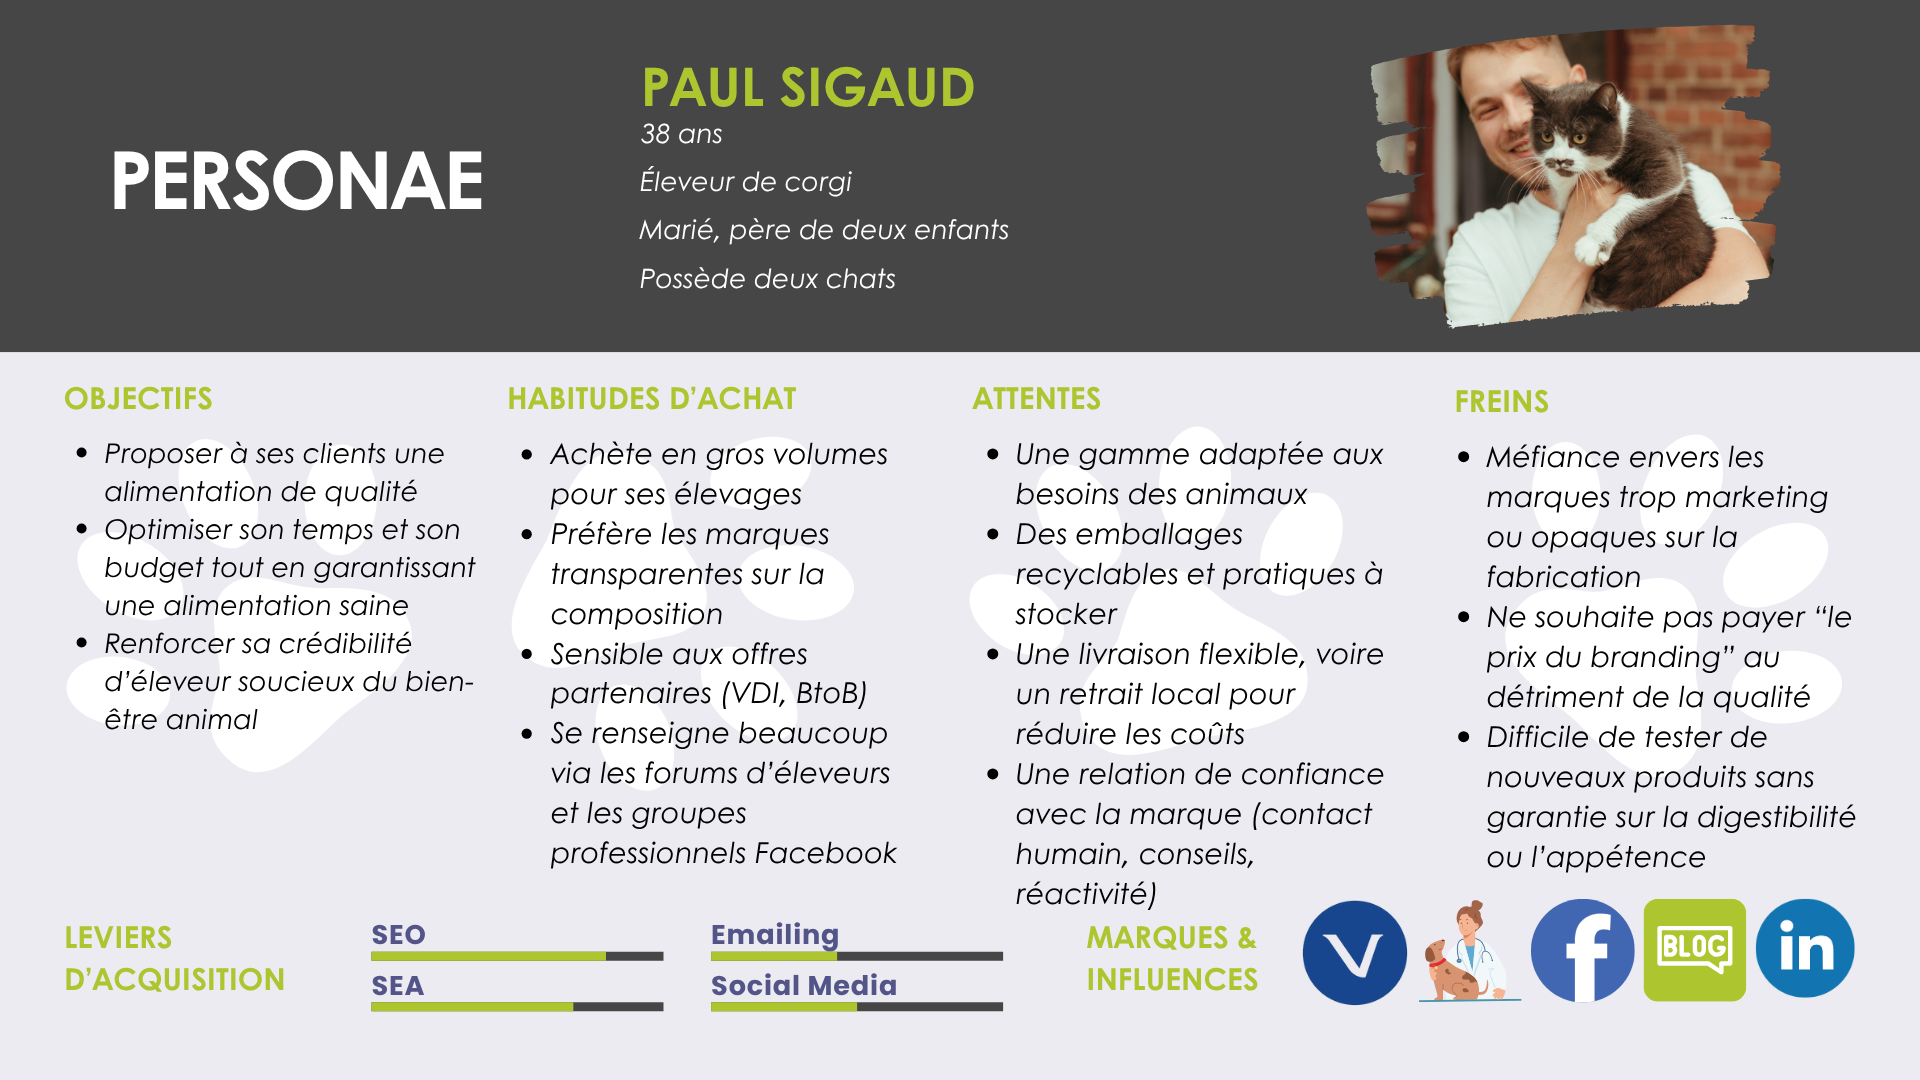 PERSONAE
PAUL SIGAUD
38 ans
Éleveur de corgi
Marié, père de deux enfants
Possède deux chats
OBJECTIFS
Proposer à ses clients une
alimentation de qualité
Optimiser son temps et son
budget tout en garantissant
une alimentation saine
Renforcer sa crédibilité
d’éleveur soucieux du bien-
être animal
HABITUDES D’ACHAT
Achète en gros volumes
pour ses élevages
Préfère les marques
transparentes sur la
composition
Sensible aux offres
partenaires (VDI, BtoB)
Se renseigne beaucoup
via les forums d’éleveurs
et les groupes
professionnels Facebook
ATTENTES
Une gamme adaptée aux
besoins des animaux
Des emballages
recyclables et pratiques à
stocker
Une livraison flexible, voire
un retrait local pour
réduire les coûts
Une relation de confiance
avec la marque (contact
humain, conseils,
réactivité)
FREINS
Méfiance envers les
marques trop marketing
ou opaques sur la
fabrication
Ne souhaite pas payer “le
prix du branding” au
détriment de la qualité
Difficile de tester de
nouveaux produits sans
garantie sur la digestibilité
ou l’appétence
LEVIERS
D’ACQUISITION
SEO
SEA
Emailing
Social Media
MARQUES &
INFLUENCES
V
f
BLOG
in